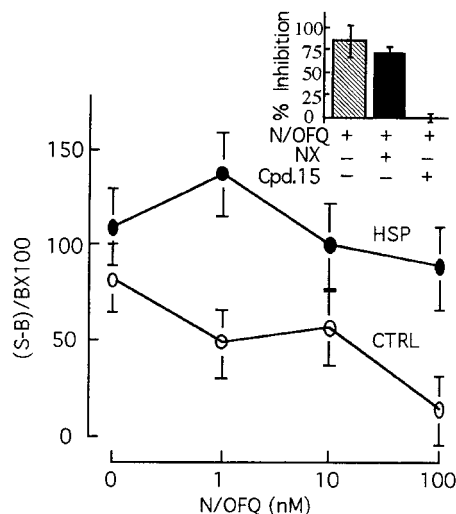 % Inhibition
100
75
50
25
0
N/OFQ + + +
NX − + −
Cpd.15 − − +
(S-B)/BX100
150
100
50
0
HSP
CTRL
0 1 10 100
N/OFQ (nM)